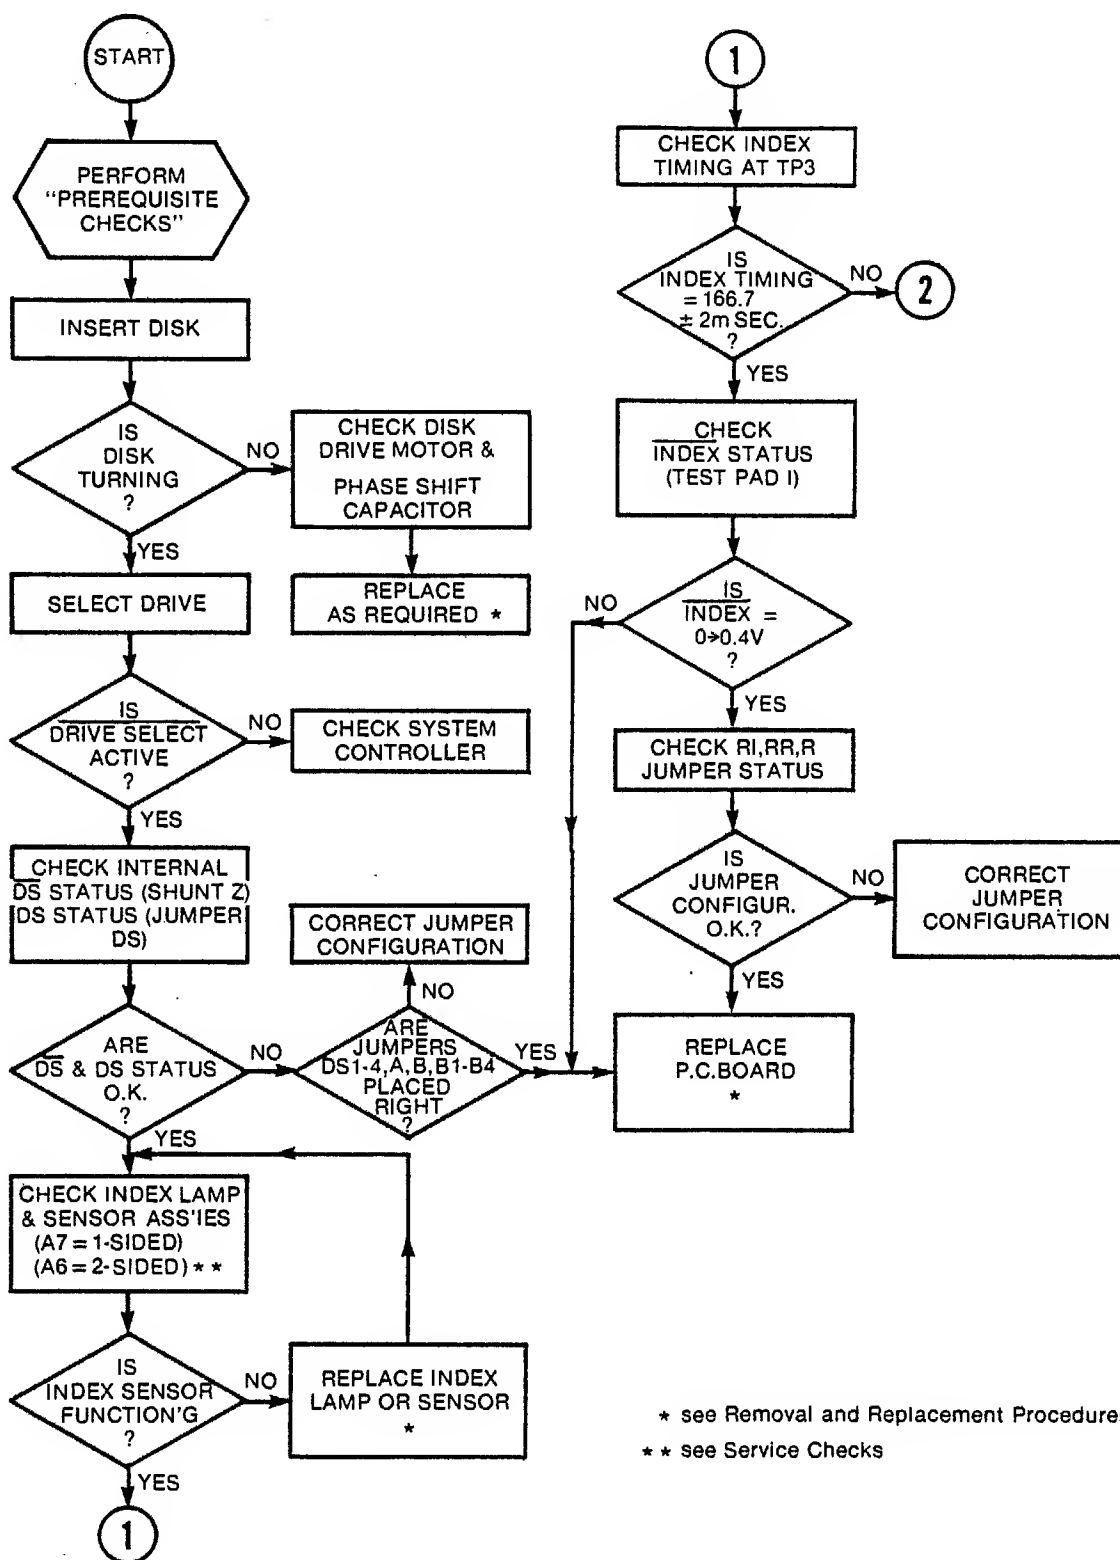 START
PERFORM
"PREREQUISITE
CHECKS"
INSERT DISK
IS
DISK
TURNING
?
NO
CHECK DISK
DRIVE MOTOR &
PHASE SHIFT
CAPACITOR
REPLACE
AS REQUIRED *
YES
SELECT DRIVE
IS
DRIVE SELECT
ACTIVE
?
NO
CHECK SYSTEM
CONTROLLER
YES
CHECK INTERNAL
DS STATUS (SHUNT Z)
DS STATUS (JUMPER
DS)
ARE
DS & DS STATUS
O.K.
?
NO
ARE
JUMPERS
DS1-4, A, B, B1-B4
PLACED
RIGHT
?
NO
CORRECT JUMPER
CONFIGURATION
YES
YES
CHECK INDEX LAMP
& SENSOR ASS'IES
(A7 = 1-SIDED)
(A6 = 2-SIDED) * *
IS
INDEX SENSOR
FUNCTION'G
?
NO
REPLACE INDEX
LAMP OR SENSOR
*
YES
1
1
CHECK INDEX
TIMING AT TP3
IS
INDEX TIMING
= 166.7
± 2m SEC.
?
NO
2
YES
CHECK
INDEX STATUS
(TEST PAD I)
IS
INDEX =
0→0.4V
?
NO
YES
CHECK RI,RR,R
JUMPER STATUS
IS
JUMPER
CONFIGUR.
O.K.?
NO
CORRECT
JUMPER
CONFIGURATION
YES
REPLACE
P.C.BOARD
*
* see Removal and Replacement Procedure
* * see Service Checks